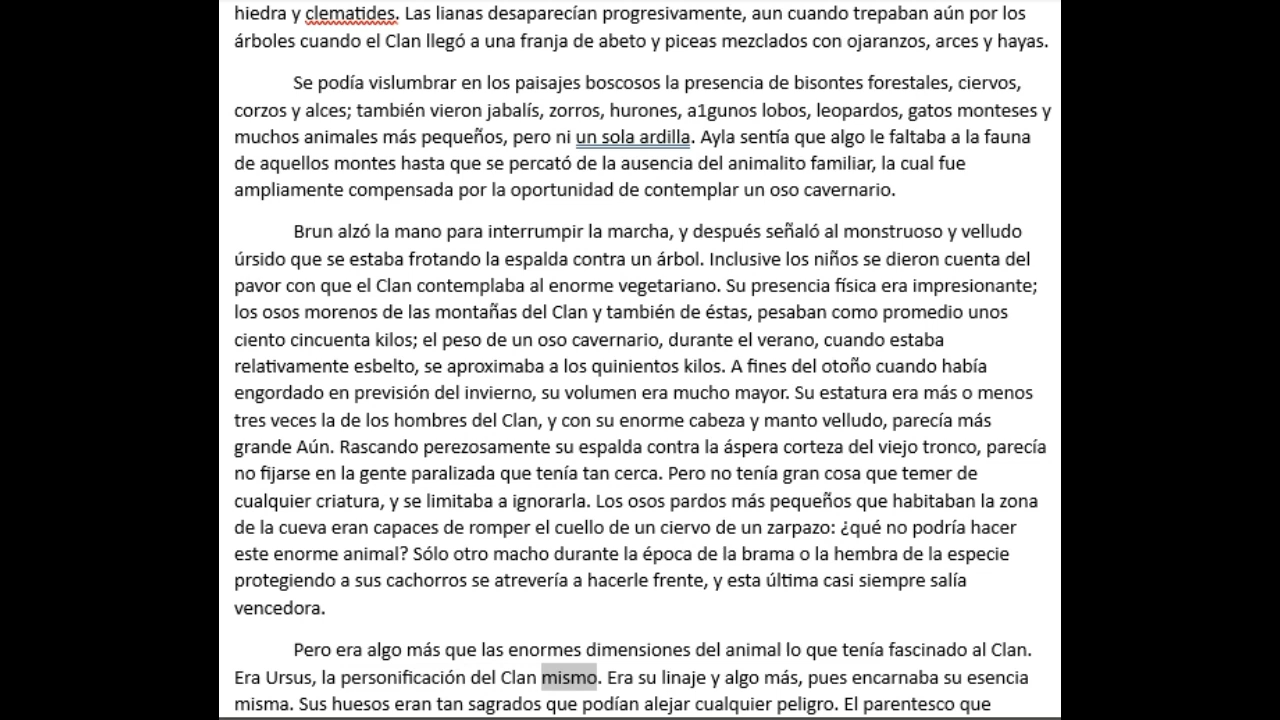 hiedra y clematides. Las lianas desaparecían progresivamente, aun cuando trepaban aún por los
árboles cuando el Clan llegó a una franja de abeto y piceas mezclados con ojaranzos, arces y hayas.
Se podía vislumbrar en los paisajes boscosos la presencia de bisontes forestales, ciervos,
corzos y alces; también vieron jabalís, zorros, hurones, a1gunos lobos, leopardos, gatos monteses y
muchos animales más pequeños, pero ni un sola ardilla. Ayla sentía que algo le faltaba a la fauna
de aquellos montes hasta que se percató de la ausencia del animalito familiar, la cual fue
ampliamente compensada por la oportunidad de contemplar un oso cavernario.
Brun alzó la mano para interrumpir la marcha, y después señaló al monstruoso y velludo
úrsido que se estaba frotando la espalda contra un árbol. Inclusive los niños se dieron cuenta del
pavor con que el Clan contemplaba al enorme vegetariano. Su presencia física era impresionante;
los osos morenos de las montañas del Clan y también de éstas, pesaban como promedio unos
ciento cincuenta kilos; el peso de un oso cavernario, durante el verano, cuando estaba
relativamente esbelto, se aproximaba a los quinientos kilos. A fines del otoño cuando había
engordado en previsión del invierno, su volumen era mucho mayor. Su estatura era más o menos
tres veces la de los hombres del Clan, y con su enorme cabeza y manto velludo, parecía más
grande Aún. Rascando perezosamente su espalda contra la áspera corteza del viejo tronco, parecía
no fijarse en la gente paralizada que tenía tan cerca. Pero no tenía gran cosa que temer de
cualquier criatura, y se limitaba a ignorarla. Los osos pardos más pequeños que habitaban la zona
de la cueva eran capaces de romper el cuello de un ciervo de un zarpazo: ¿qué no podría hacer
este enorme animal? Sólo otro macho durante la época de la brama o la hembra de la especie
protegiendo a sus cachorros se atrevería a hacerle frente, y esta última casi siempre salía
vencedora.
Pero era algo más que las enormes dimensiones del animal lo que tenía fascinado al Clan.
Era Ursus, la personificación del Clan mismo. Era su linaje y algo más, pues encarnaba su esencia
misma. Sus huesos eran tan sagrados que podían alejar cualquier peligro. El parentesco que